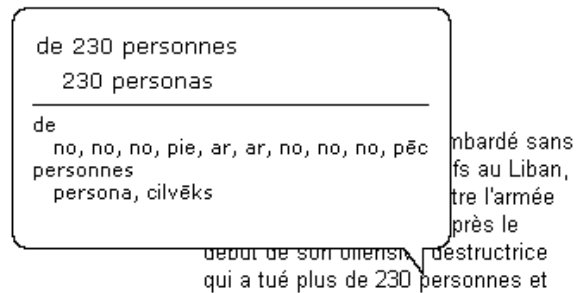 de 230 personnes
230 personas
de
no, no, no, pie, ar, ar, no, no, no, pēc
personnes
persona, cilvēks
mbardé sans
fs au Liban,
tre l'armée
près le
début de son offensive destructrice
qui a tué plus de 230 personnes et